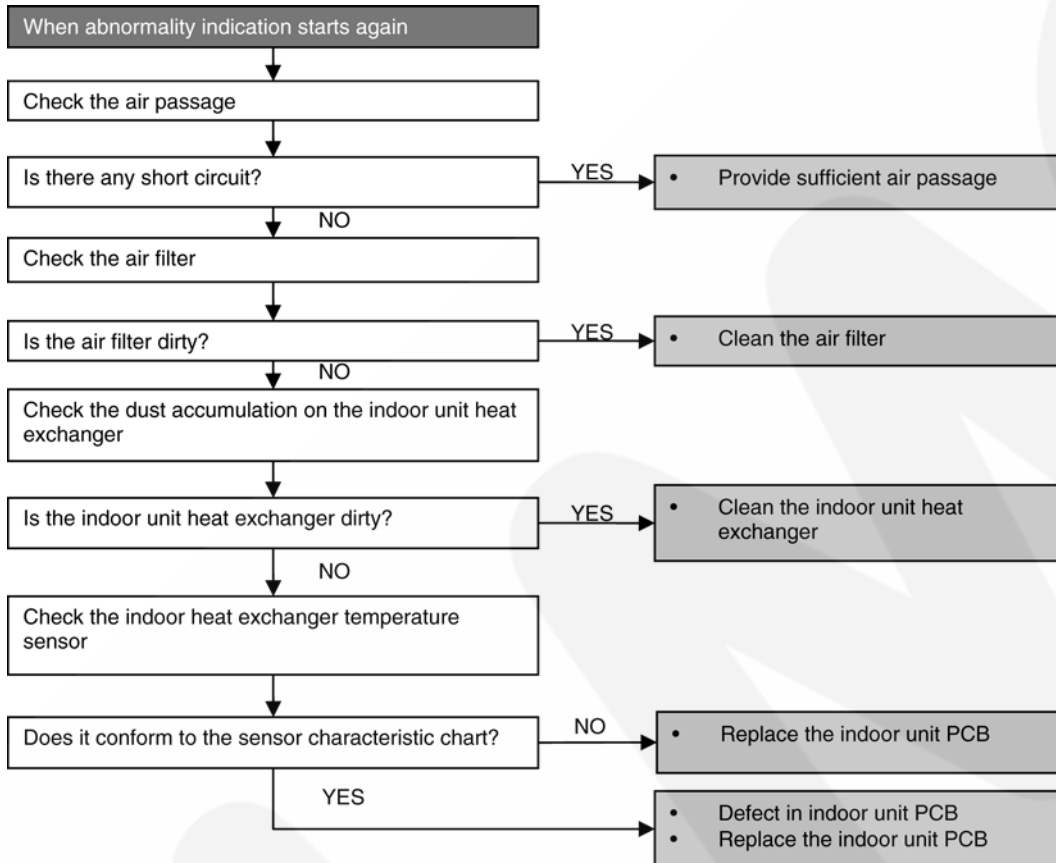 When abnormality indication starts again
Check the air passage
Is there any short circuit?
YES
• Provide sufficient air passage
NO
Check the air filter
Is the air filter dirty?
YES
• Clean the air filter
NO
Check the dust accumulation on the indoor unit heat
exchanger
Is the indoor unit heat exchanger dirty?
YES
• Clean the indoor unit heat
exchanger
NO
Check the indoor heat exchanger temperature
sensor
Does it conform to the sensor characteristic chart?
NO
• Replace the indoor unit PCB
YES
• Defect in indoor unit PCB
• Replace the indoor unit PCB